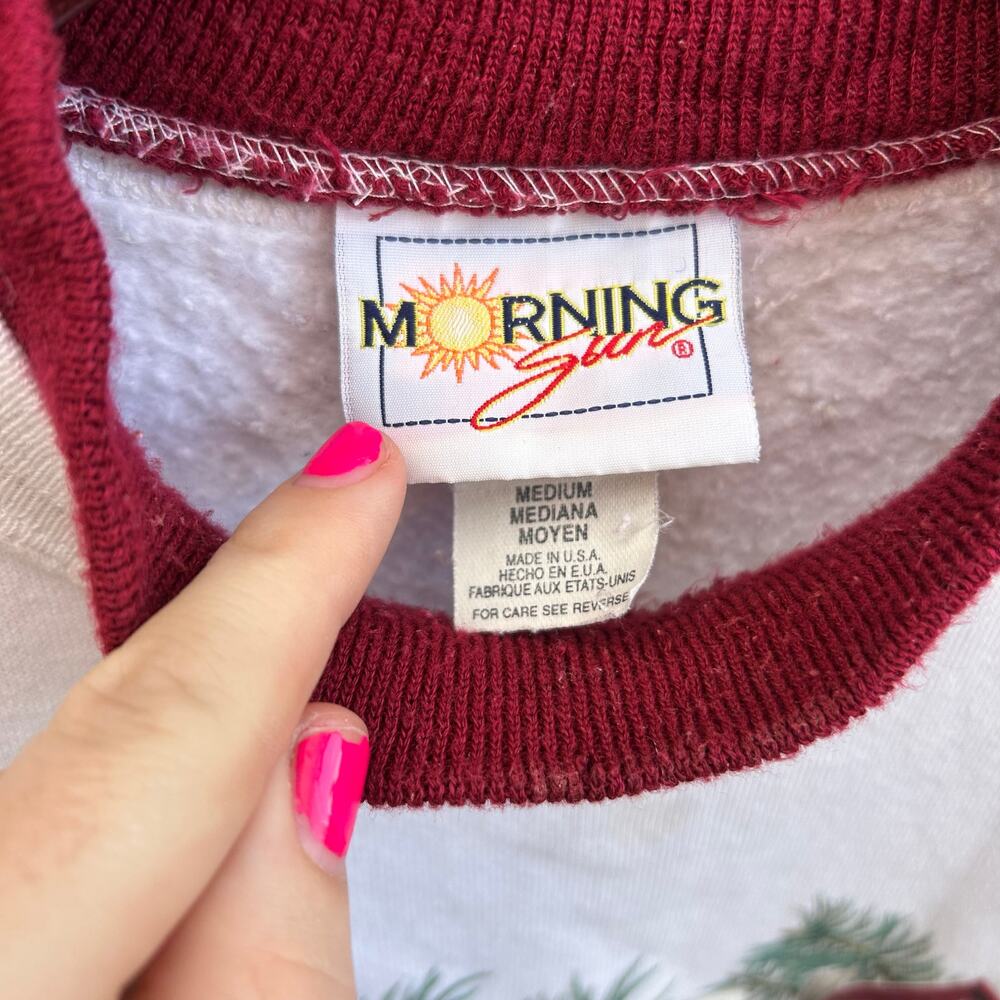 MORNING
Sun ®
MEDIUM
MEDIANA
MOYEN
MADE IN U.S.A.
HECHO EN E.U.A.
FABRIQUE AUX ETATS-UNIS
FOR CARE SEE REVERSE